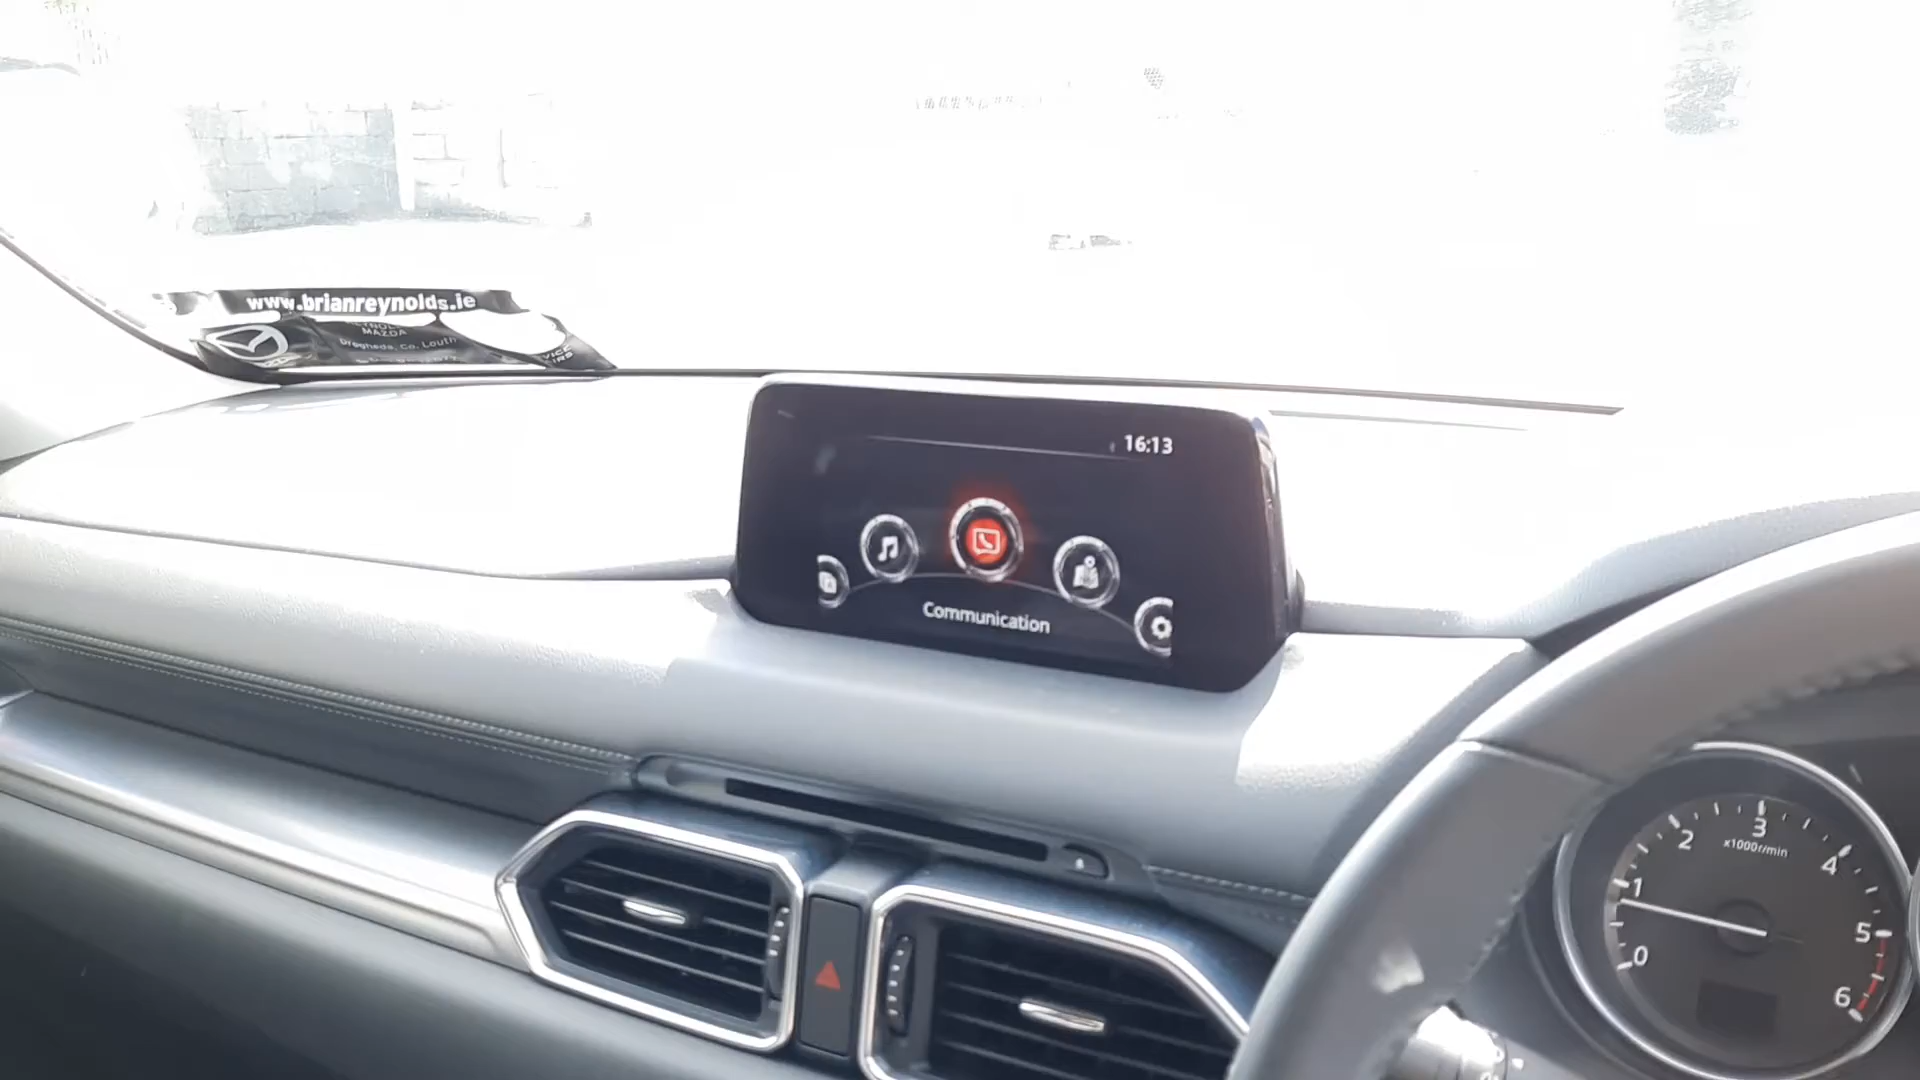 www.brianreynolds.ie
MAZDA
Drogheda, Co. Louth
16:13
Communication
0
1
2
3
4
5
6
x1000r/min